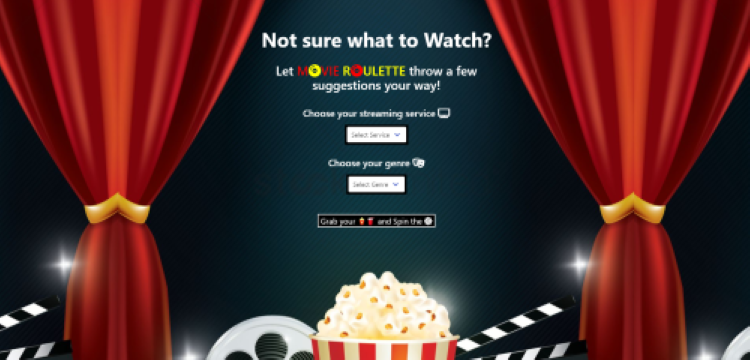 Not sure what to Watch?
Let MOVIE ROULETTE throw a few
suggestions your way!
Choose your streaming service
Select Service
Choose your genre
Select Genre
Grab your and Spin the